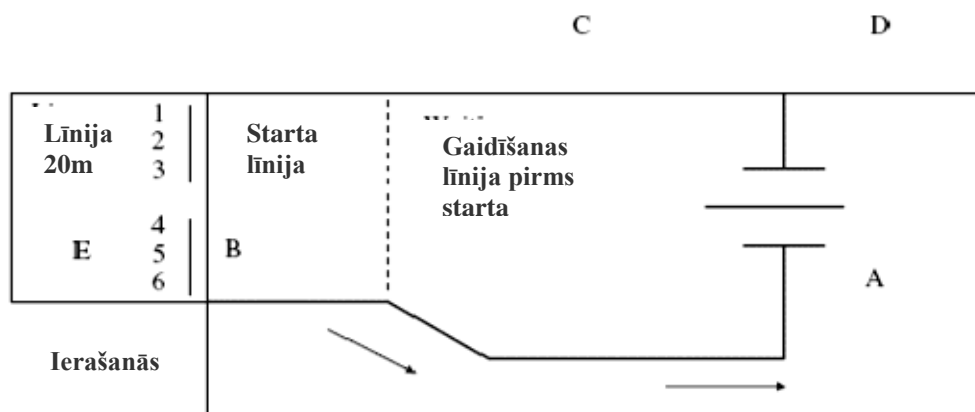 C
D
1
2
3
Līnija
20m
Starta
līnija
Gaidīšanas
līnija pirms
starta
4
5
6
E
B
A
Ierašanās